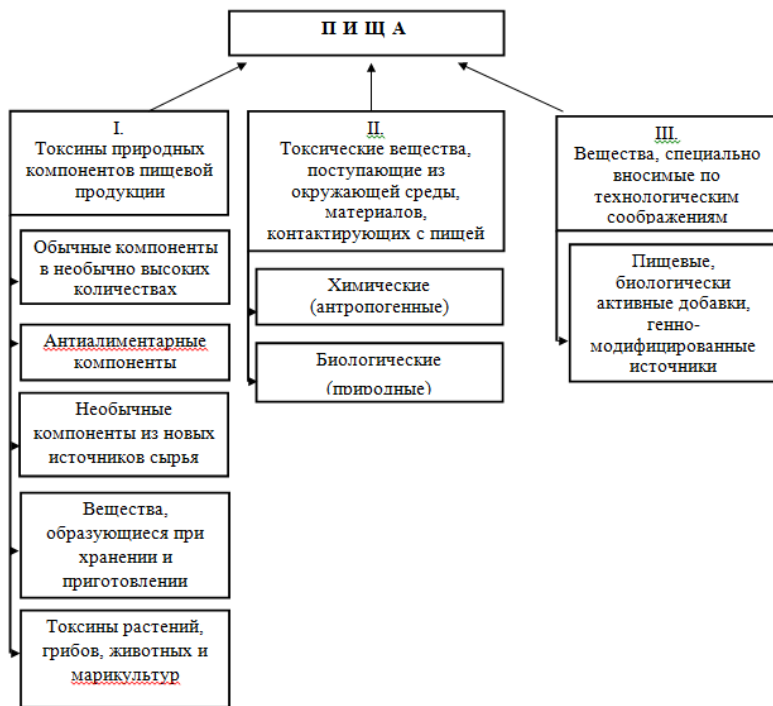 П И Щ А
I.
Токсины природных
компонентов пищевой
продукции
Обычные компоненты
в необычно высоких
количествах
Антиалиментарные
компоненты
Необычные
компоненты из новых
источников сырья
Вещества,
образующиеся при
хранении и
приготовлении
Токсины растений,
грибов, животных и
марикультур
II.
Токсические вещества,
поступающие из
окружающей среды,
материалов,
контактирующих с пищей
Химические
(антропогенные)
Биологические
(природные)
III.
Вещества, специально
вносимые по
технологическим
соображениям
Пищевые,
биологически
активные добавки,
генно-
модифицированные
источники